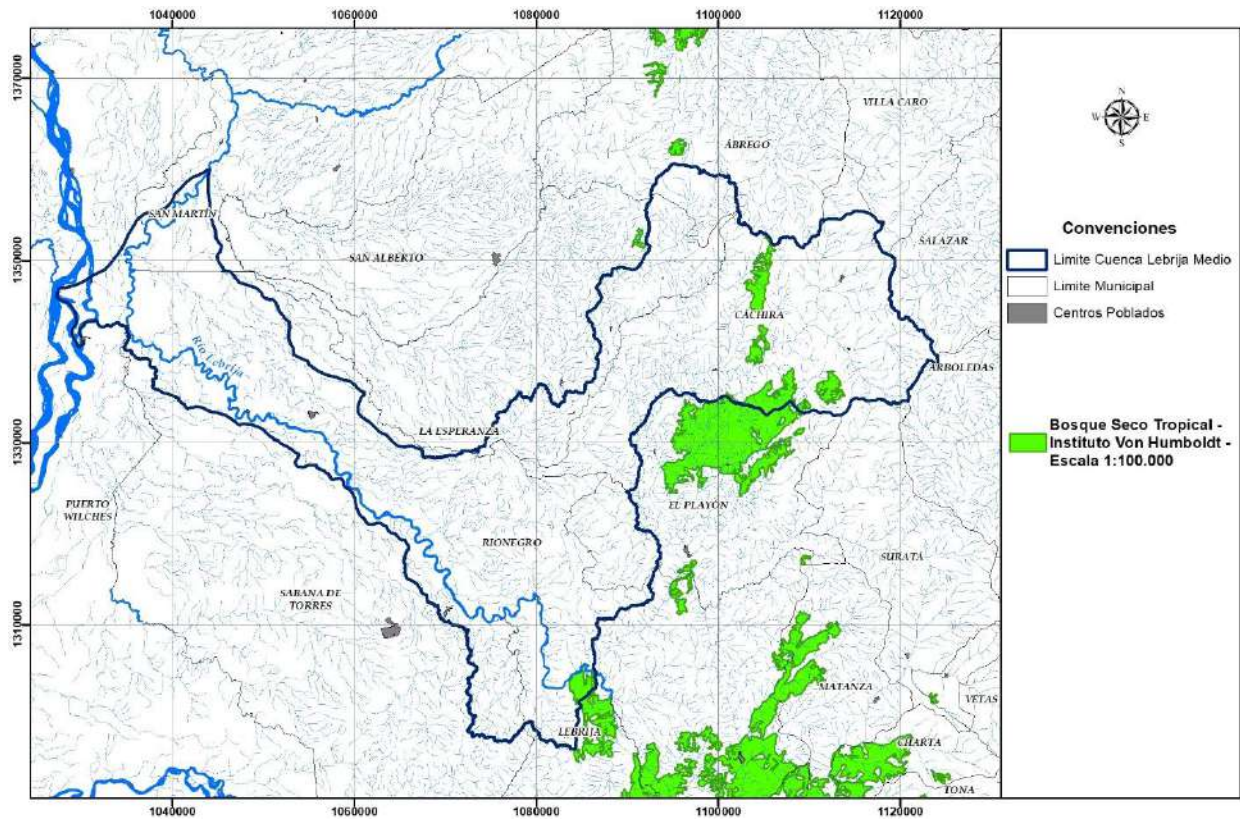 1040000 1060000 1080000 1100000 1120000
1370000
1350000
1330000
1310000
VILLA CARO
ÁBREGO
SAN MARTÍN
SALAZAR
SAN ALBERTO
CÁCHIRA
ARBOLEDAS
Río Lebrija
LA ESPERANZA
PUERTO
WILCHES
EL PLAYÓN
RIONEGRO
SURATÁ
SABANA DE
TORRES
MATANZA
VETAS
LEBRIJA
CHARTA
TONA
1040000 1060000 1080000 1100000 1120000
N
W E
S
Convenciones
Limite Cuenca Lebrija Medio
Limite Municipal
Centros Poblados
Bosque Seco Tropical -
Instituto Von Humboldt -
Escala 1:100.000